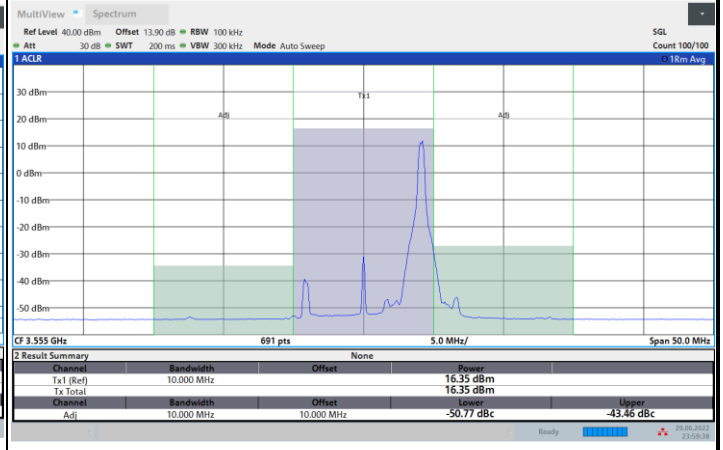 MultiView Spectrum
Ref Level 40.00 dBm Offset 13.90 dB RBW 100 kHz SGL
Att 30 dB SWT 200 ms VBW 300 kHz Mode Auto Sweep Count 100/100
1 ACLR 1Rm Avg
Tx1
Adj Adj
30 dBm
20 dBm
10 dBm
0 dBm
-10 dBm
-20 dBm
-30 dBm
-40 dBm
-50 dBm
CF 3.555 GHz 691 pts 5.0 MHz/ Span 50.0 MHz
2 Result Summary None
Channel Bandwidth Offset Power
Tx1 (Ref) 10.000 MHz 16.35 dBm
Tx Total 16.35 dBm
Channel Bandwidth Offset Lower Upper
Adj 10.000 MHz 10.000 MHz -50.77 dBc -43.46 dBc
Ready 29.06.2022
23:59:38